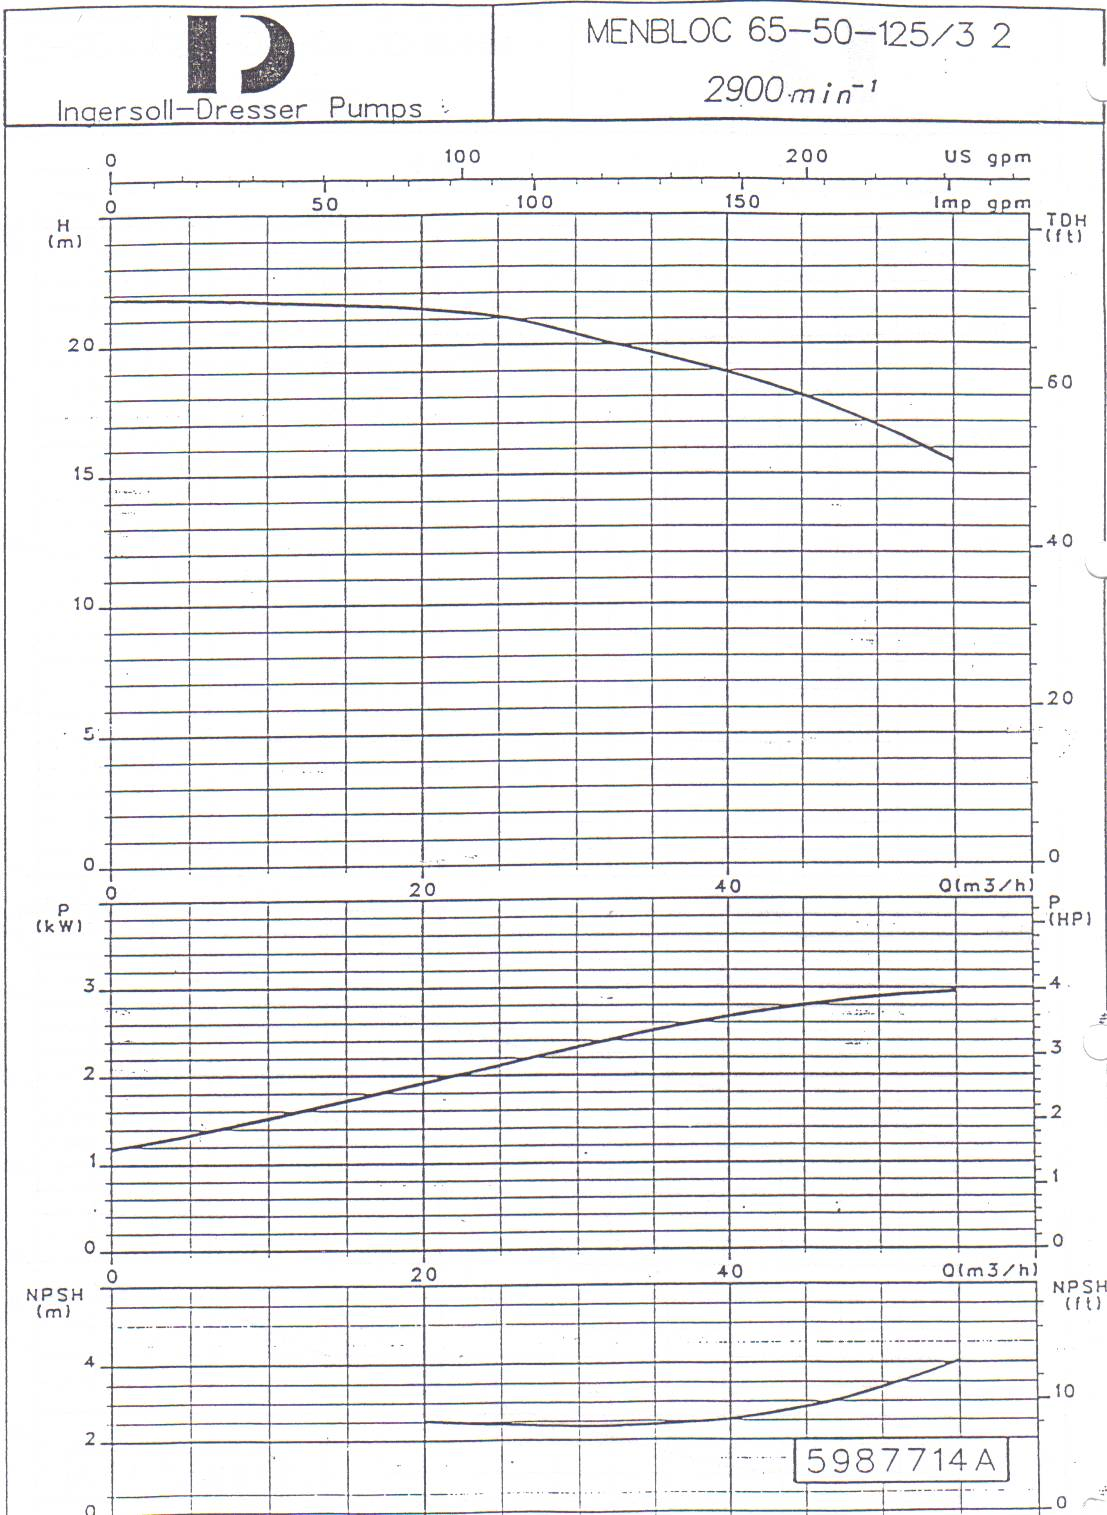 MENBLOC 65-50-125/3 2
2900 min⁻¹
Ingersoll-Dresser Pumps
0 100 200 US gpm
0 50 100 150 Imp gpm
H
(m)
TDH
(ft)
20
60
15
40
10
20
5
0
0
0 20 40 Q(m3/h)
P
(kW)
P
(HP)
3
4
3
2
2
1
1
0
0
0 20 40 Q(m3/h)
NPSH
(m)
NPSH
(ft)
4
10
2
5987714A
0
0